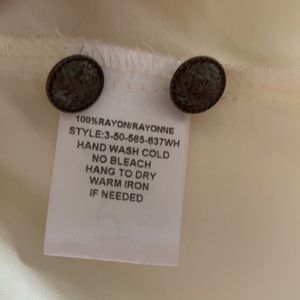 100%RAYON/RAYONNE
STYLE:3-50-565-637WH
HAND WASH COLD
NO BLEACH
HANG TO DRY
WARM IRON
IF NEEDED